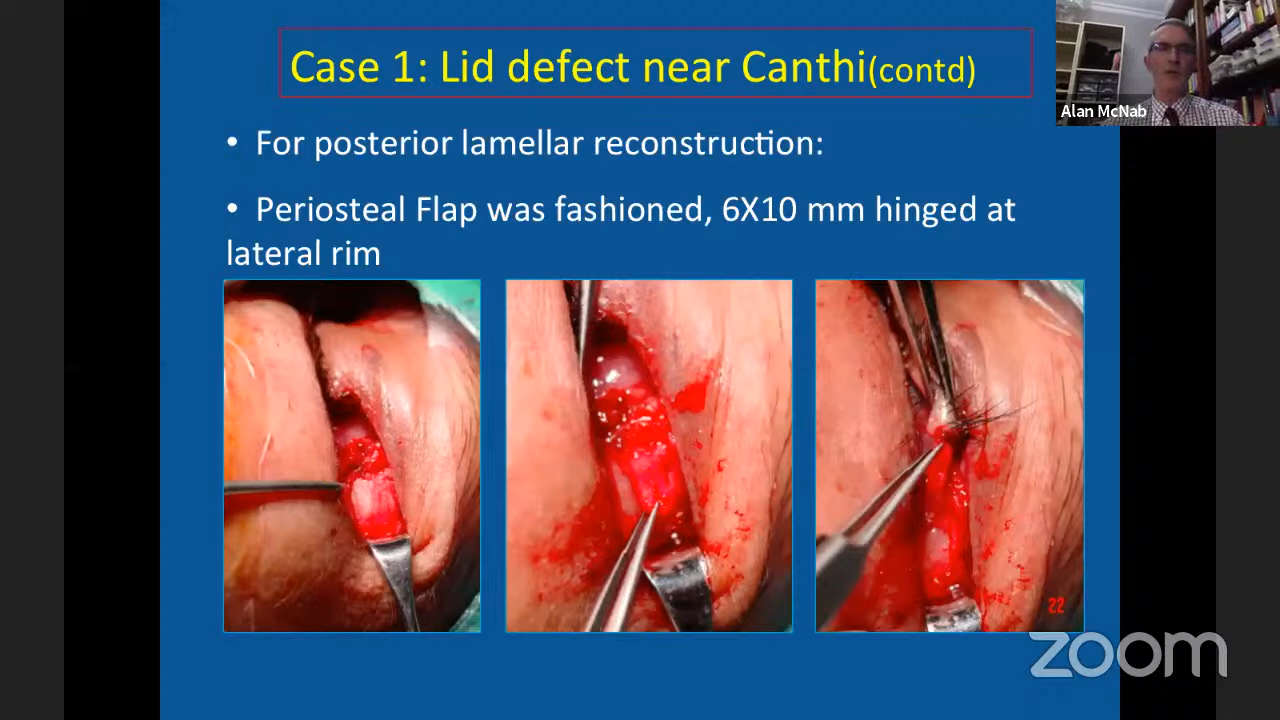 Case 1: Lid defect near Canthi(contd)
Alan McNab
• For posterior lamellar reconstruction:
• Periosteal Flap was fashioned, 6X10 mm hinged at
lateral rim
22
zoom